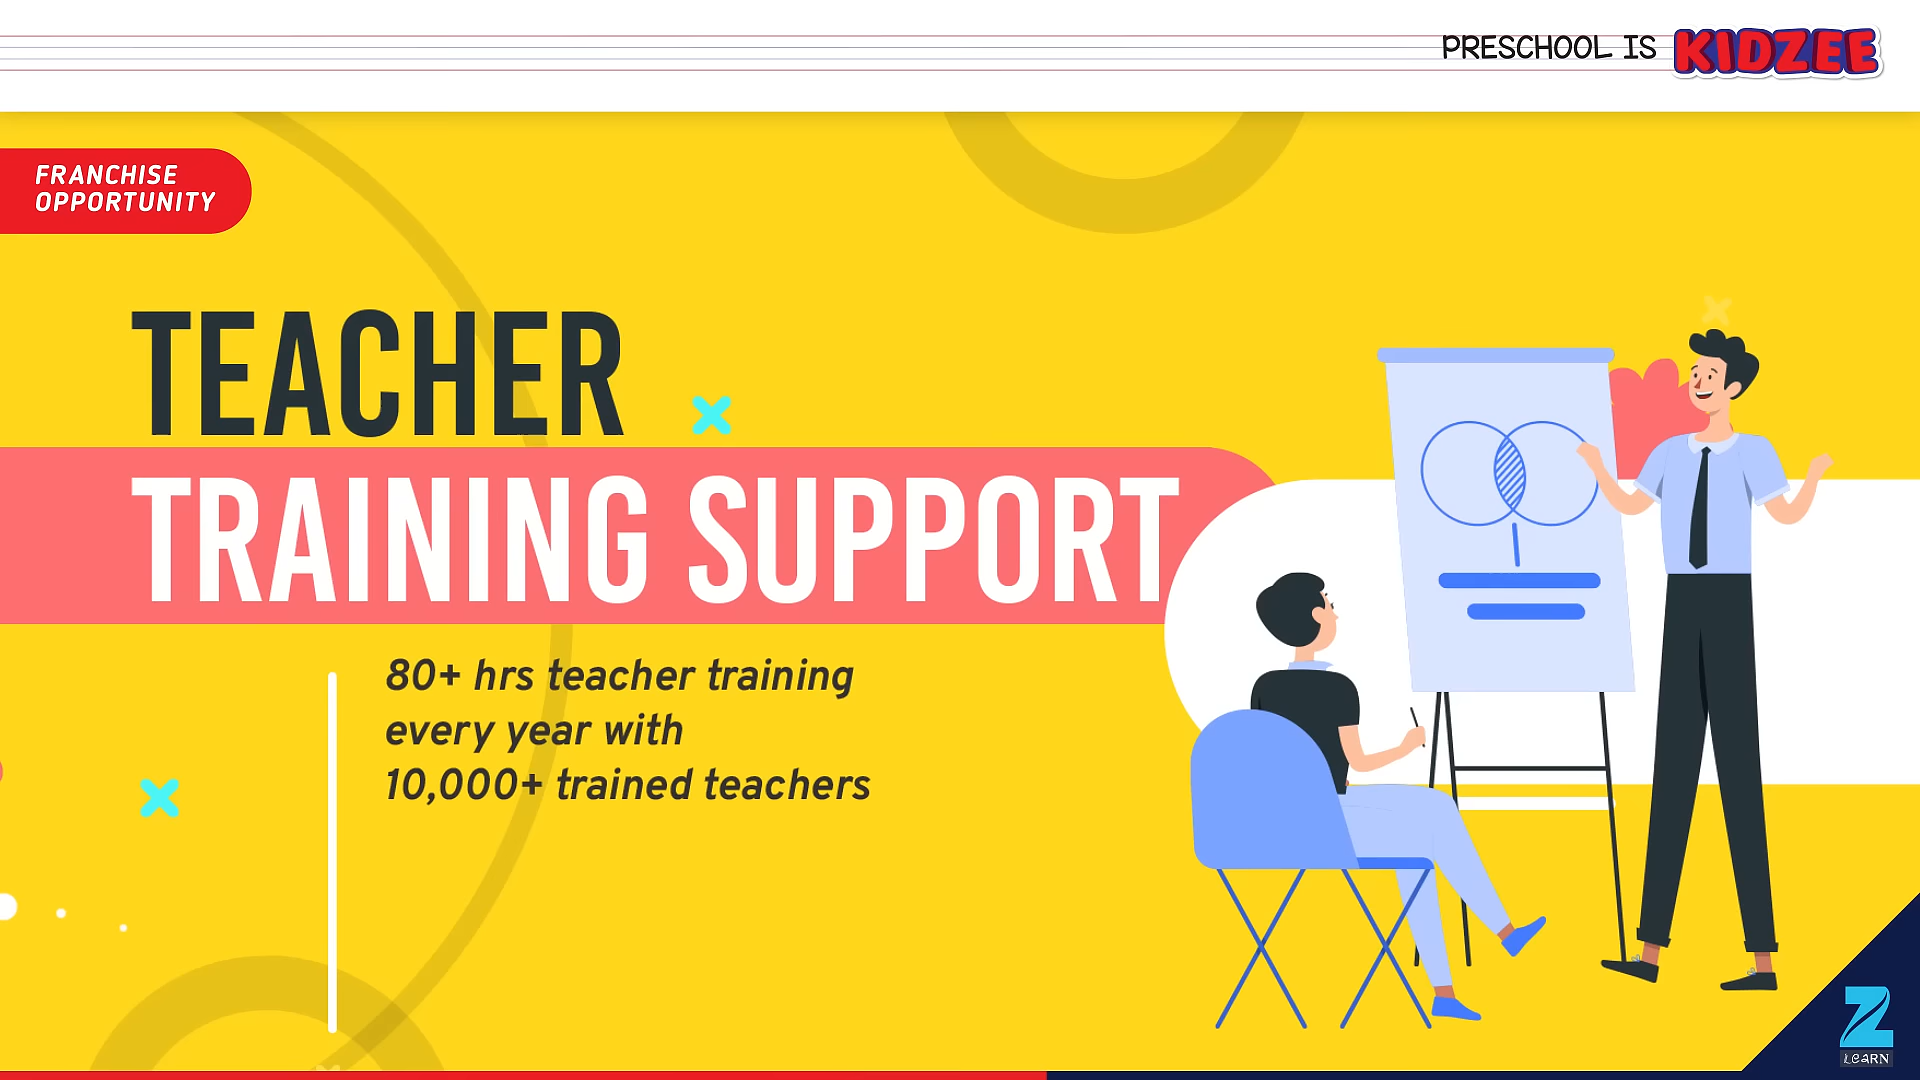 PRESCHOOL IS KIDZEE
FRANCHISE
OPPORTUNITY
TEACHER
TRAINING SUPPORT
80+ hrs teacher training
every year with
10,000+ trained teachers
Z
LEARN